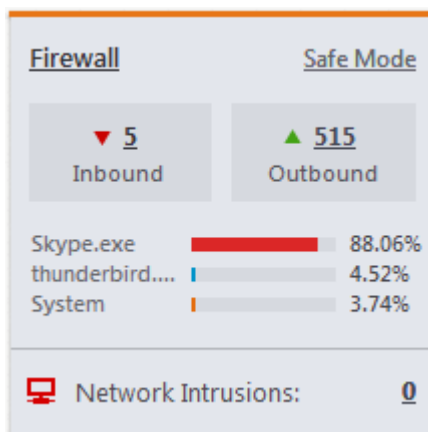 Firewall Safe Mode
▼ 5 ▲ 515
Inbound Outbound
Skype.exe 88.06%
thunderbird.... 4.52%
System 3.74%
Network Intrusions: 0